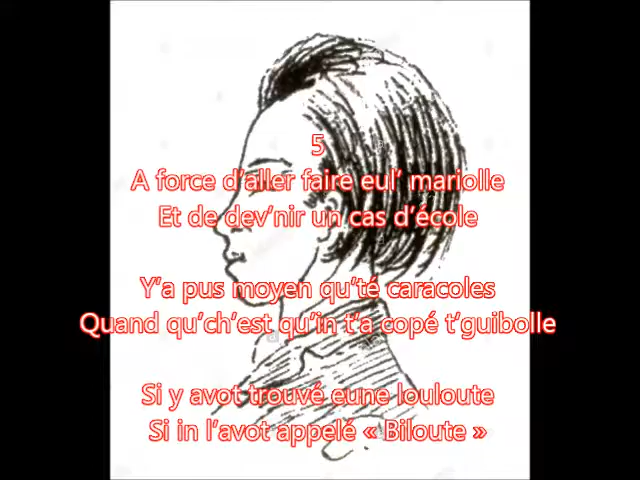 5
A force d'aller faire eul' mariolle
Et de dev'nir un cas d'école
Y'a pus moyen qu'té caracoles
Quand qu'ch'est qu'in t'a copé t'guibolle
Si y avot trouvé eune louloute
Si in l'avot appelé « Biloute »